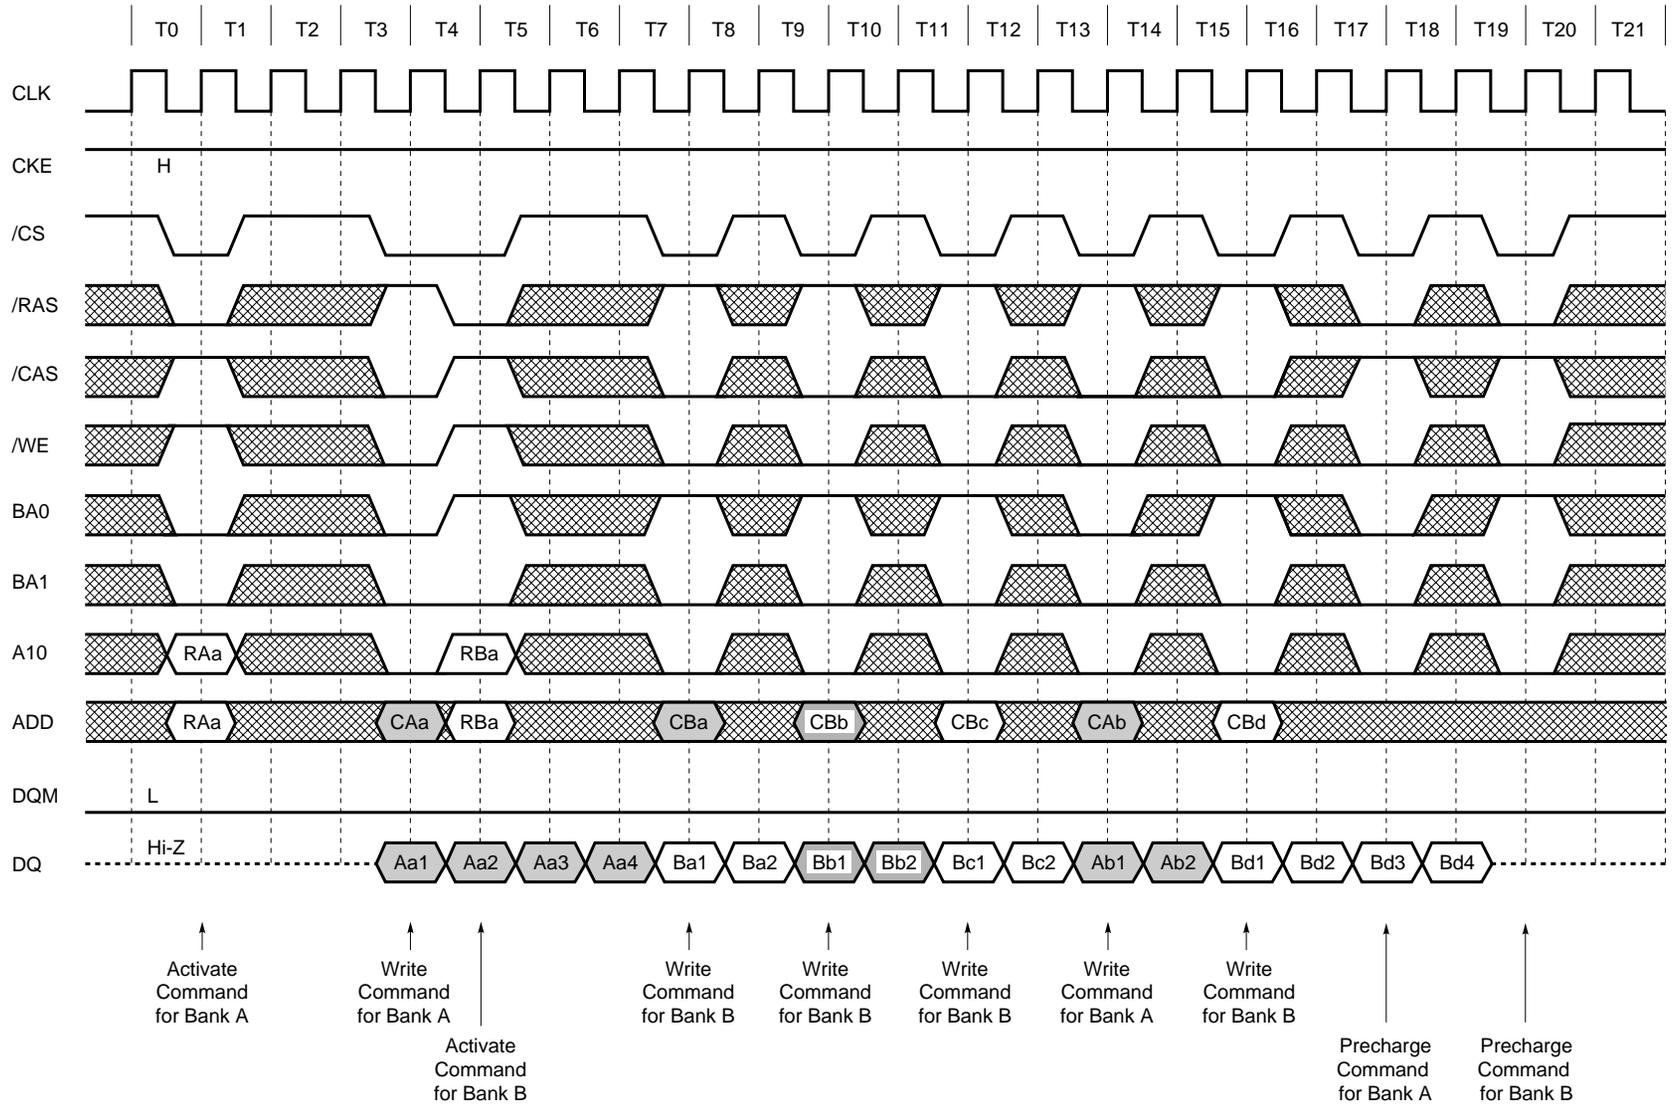 T0 T1 T2 T3 T4 T5 T6 T7 T8 T9 T10 T11 T12 T13 T14 T15 T16 T17 T18 T19 T20 T21
CLK
CKE H
/CS
/RAS
/CAS
/WE
BA0
BA1
A10 RAa RBa
ADD RAa CAa RBa CBa CBb CBc CAb CBd
DQM L
DQ Hi-Z Aa1 Aa2 Aa3 Aa4 Ba1 Ba2 Bb1 Bb2 Bc1 Bc2 Ab1 Ab2 Bd1 Bd2 Bd3 Bd4
Activate
Command
for Bank A
Write
Command
for Bank A
Activate
Command
for Bank B
Write
Command
for Bank B
Write
Command
for Bank B
Write
Command
for Bank B
Write
Command
for Bank A
Write
Command
for Bank B
Precharge
Command
for Bank A
Precharge
Command
for Bank B